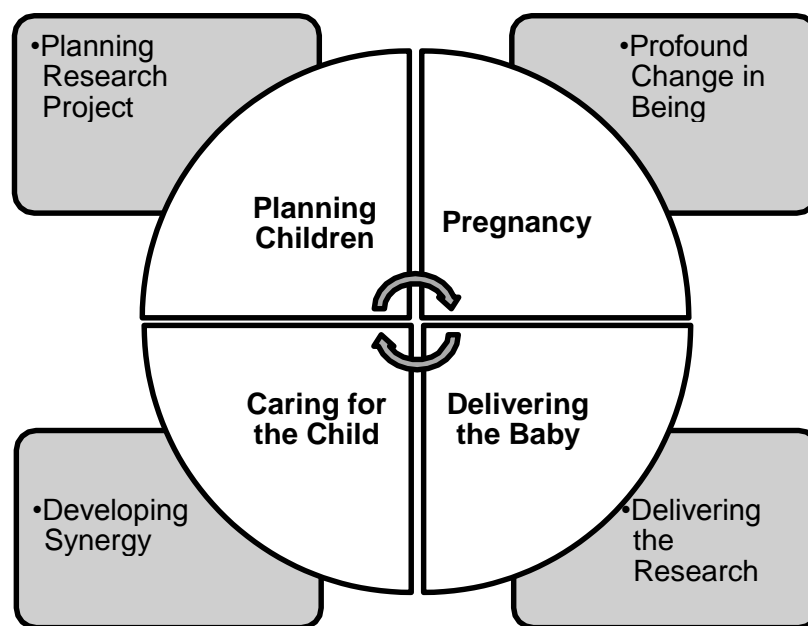 •Planning
Research
Project
•Profound
Change in
Being
Planning
Children
Pregnancy
Caring for
the Child
Delivering
the Baby
•Developing
Synergy
•Delivering
the
Research